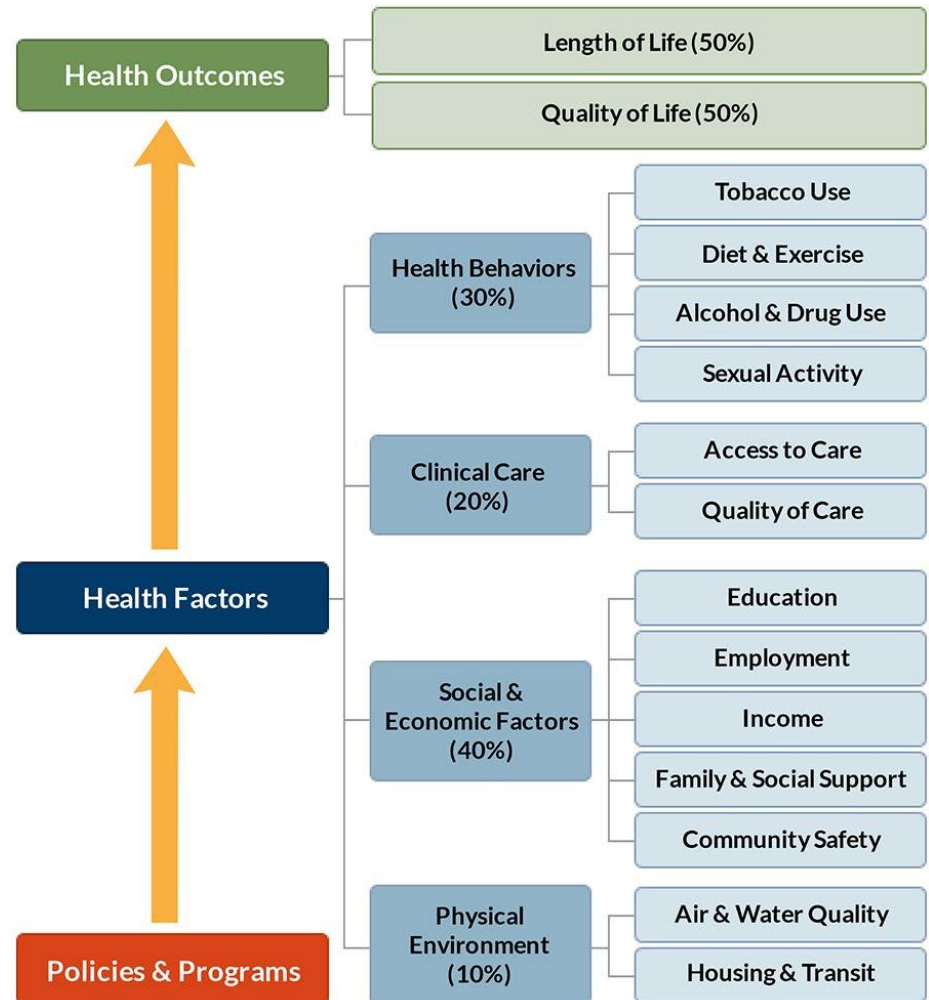 Health Outcomes
Length of Life (50%)
Quality of Life (50%)
Health Behaviors
(30%)
Tobacco Use
Diet & Exercise
Alcohol & Drug Use
Sexual Activity
Clinical Care
(20%)
Access to Care
Quality of Care
Health Factors
Social &
Economic Factors
(40%)
Education
Employment
Income
Family & Social Support
Community Safety
Physical
Environment
(10%)
Air & Water Quality
Housing & Transit
Policies & Programs